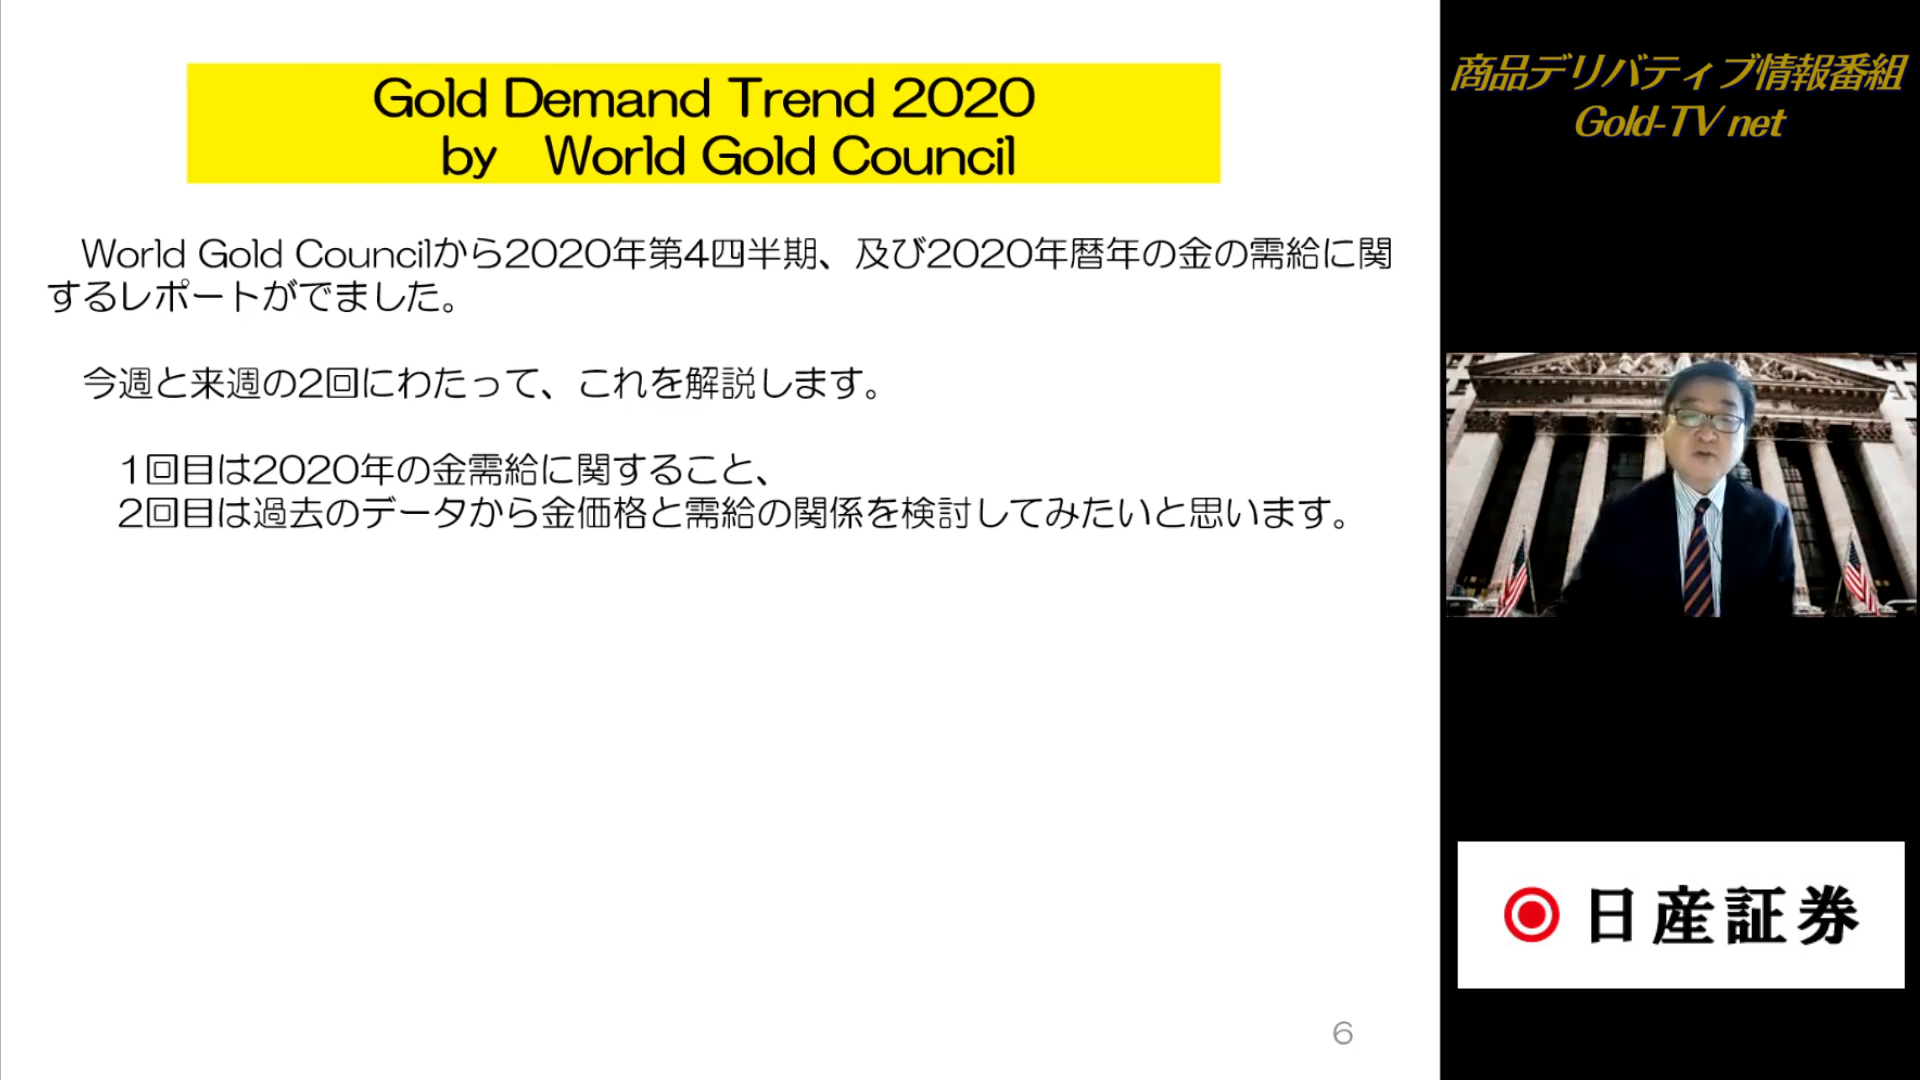 Gold Demand Trend 2020
by　World Gold Council
World Gold Councilから2020年第4四半期、及び2020年暦年の金の需給に関
するレポートがでました。
今週と来週の2回にわたって、これを解説します。
1回目は2020年の金需給に関すること、
2回目は過去のデータから金価格と需給の関係を検討してみたいと思います。
6
商品デリバティブ情報番組
Gold-TV net
日産証券